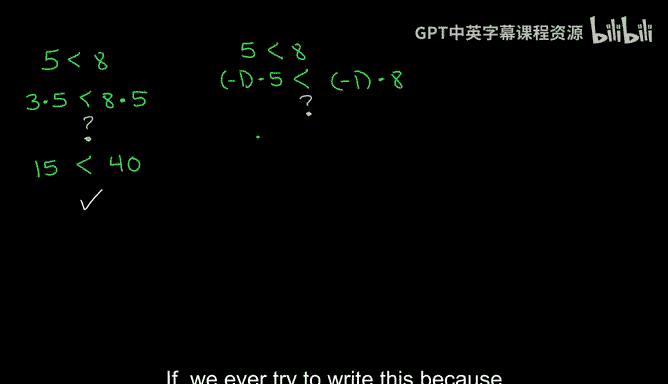 GPT中英字幕课程资源 bilibili
5 < 8
3·5 < 8·5
?
15 < 40
✓
5 < 8
(-1)·5 < (-1)·8
?
If we ever try to write this because